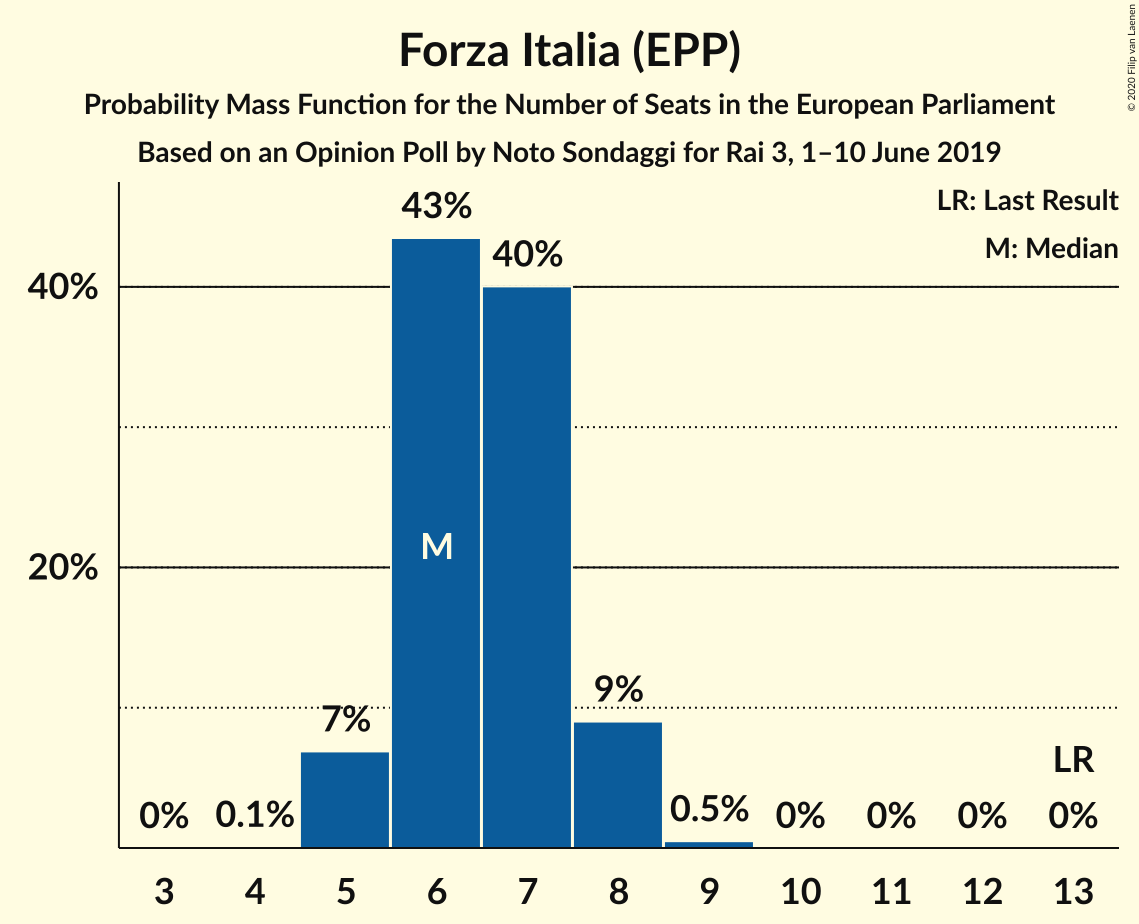 Forza Italia (EPP)
Probability Mass Function for the Number of Seats in the European Parliament
Based on an Opinion Poll by Noto Sondaggi for Rai 3, 1–10 June 2019
© 2020 Filip van Laenen
LR: Last Result
M: Median
43%
40%
40%
M
20%
9%
7%
LR
0%
0.1%
0.5%
0%
0%
0%
0%
3 4 5 6 7 8 9 10 11 12 13